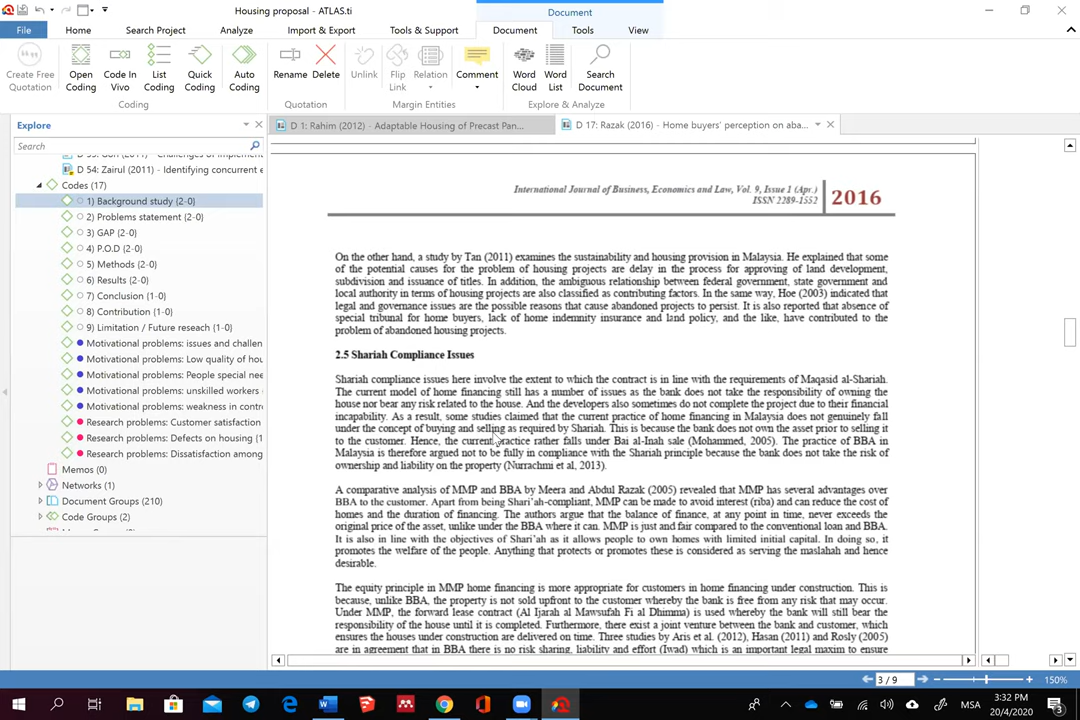 Housing proposal - ATLAS.ti
Document
File
Home
Search Project
Analyze
Import & Export
Tools & Support
Document
Tools
View
Create Free Quotation
Open Coding
Code In Vivo
List Coding
Quick Coding
Auto Coding
Rename
Delete
Unlink
Flip Link
Relation
Comment
Word Cloud
Word List
Search Document
Coding
Quotation
Margin Entities
Explore & Analyze
Explore
D 1: Rahim (2012) - Adaptable Housing of Precast Pan...
D 17: Razak (2016) - Home buyers' perception on aba...
Search
D 54: Zairul (2011) - Identifying concurrent e
Codes (17)
1) Background study (2-0)
2) Problems statement (2-0)
3) GAP (2-0)
4) P.O.D (2-0)
5) Methods (2-0)
6) Results (2-0)
7) Conclusion (1-0)
8) Contribution (1-0)
9) Limitation / Future reseach (1-0)
Motivational problems: issues and challen
Motivational problems: Low quality of hou
Motivational problems: People special nee
Motivational problems: unskilled workers
Motivational problems: weakness in contr
Research problems: Customer satisfaction
Research problems: Defects on housing (1
Research problems: Dissatisfaction among
Memos (0)
Networks (1)
Document Groups (210)
Code Groups (2)
International Journal of Business, Economics and Law, Vol. 9, Issue 1 (Apr.)
ISSN 2289-1552
2016
On the other hand, a study by Tan (2011) examines the sustainability and housing provision in Malaysia. He explained that some
of the potential causes for the problem of housing projects are delay in the process for approving of land development,
subdivision and issuance of titles. In addition, the ambiguous relationship between federal government, state government and
local authority in terms of housing projects are also classified as contributing factors. In the same way, Hoe (2003) indicated that
legal and governance issues are the possible reasons that cause abandoned projects to persist. It is also reported that absence of
special tribunal for home buyers, lack of home indemnity insurance and land policy, and the like, have contributed to the
problem of abandoned housing projects.
2.5 Shariah Compliance Issues
Shariah compliance issues here involve the extent to which the contract is in line with the requirements of Maqasid al-Shariah.
The current model of home financing still has a number of issues as the bank does not take the responsibility of owning the
house nor bear any risk related to the house. And the developers also sometimes do not complete the project due to their financial
incapability. As a result, some studies claimed that the current practice of home financing in Malaysia does not genuinely fall
under the concept of buying and selling as required by Shariah. This is because the bank does not own the asset prior to selling it
to the customer. Hence, the current practice rather falls under Bai al-Inah sale (Mohammed, 2005). The practice of BBA in
Malaysia is therefore argued not to be fully in compliance with the Shariah principle because the bank does not take the risk of
ownership and liability on the property (Nurrachmi et al, 2013).
A comparative analysis of MMP and BBA by Meera and Abdul Razak (2005) revealed that MMP has several advantages over
BBA to the customer. Apart from being Shari'ah-compliant, MMP can be made to avoid interest (riba) and can reduce the cost of
homes and the duration of financing. The authors argue that the balance of finance, at any point in time, never exceeds the
original price of the asset, unlike under the BBA where it can. MMP is just and fair compared to the conventional loan and BBA.
It is also in line with the objectives of Shari'ah as it allows people to own homes with limited initial capital. In doing so, it
promotes the welfare of the people. Anything that protects or promotes these is considered as serving the maslahah and hence
desirable.
The equity principle in MMP home financing is more appropriate for customers in home financing under construction. This is
because, unlike BBA, the property is not sold upfront to the customer whereby the bank is free from any risk that may occur.
Under MMP, the forward lease contract (Al Ijarah al Mawsufah Fi al Dhimma) is used whereby the bank will still bear the
responsibility of the house until it is completed. Furthermore, there exist a joint venture between the bank and customer, which
ensures the houses under construction are delivered on time. Three studies by Aris et al. (2012), Hasan (2011) and Rosly (2005)
are in agreement that in BBA there is no risk sharing, liability and effort (Iwad) which is an important legal maxim to ensure
3 / 9
150%
MSA
3:32 PM
20/4/2020
3